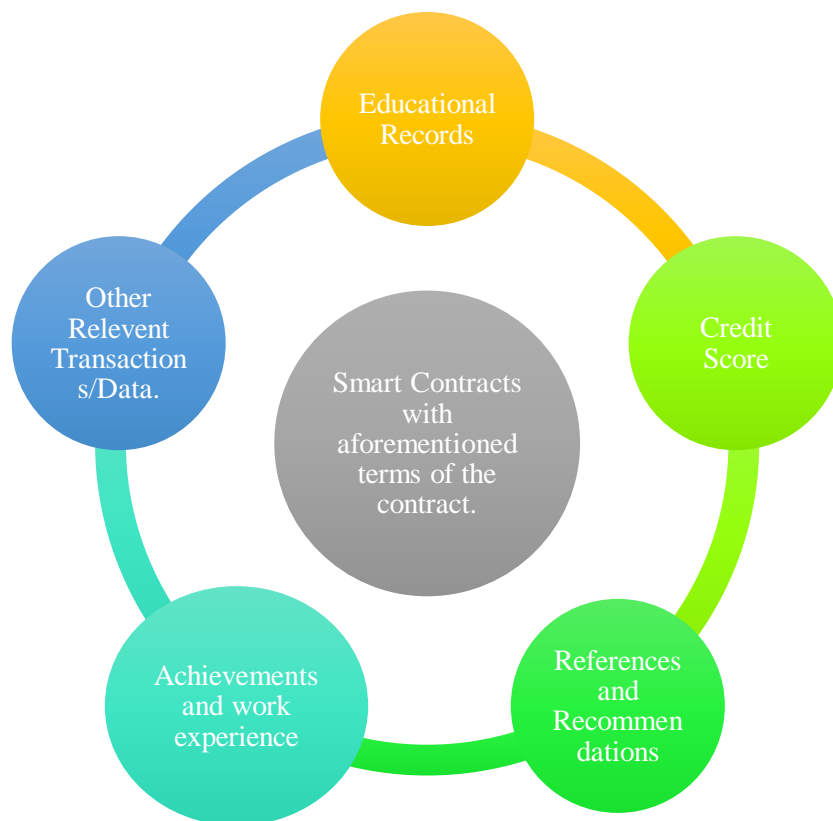 Educational
Records
Credit
Score
References
and
Recommen
dations
Achievements
and work
experience
Other
Relevent
Transaction
s/Data.
Smart Contracts
with
aforementioned
terms of the
contract.